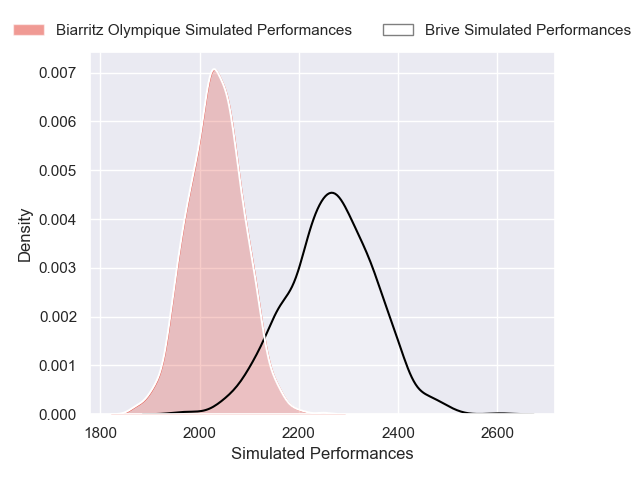 Biarritz Olympique Simulated Performances
Brive Simulated Performances
0.007
0.006
0.005
0.004
0.003
0.002
0.001
0.000
Density
1800 2000 2200 2400 2600
Simulated Performances